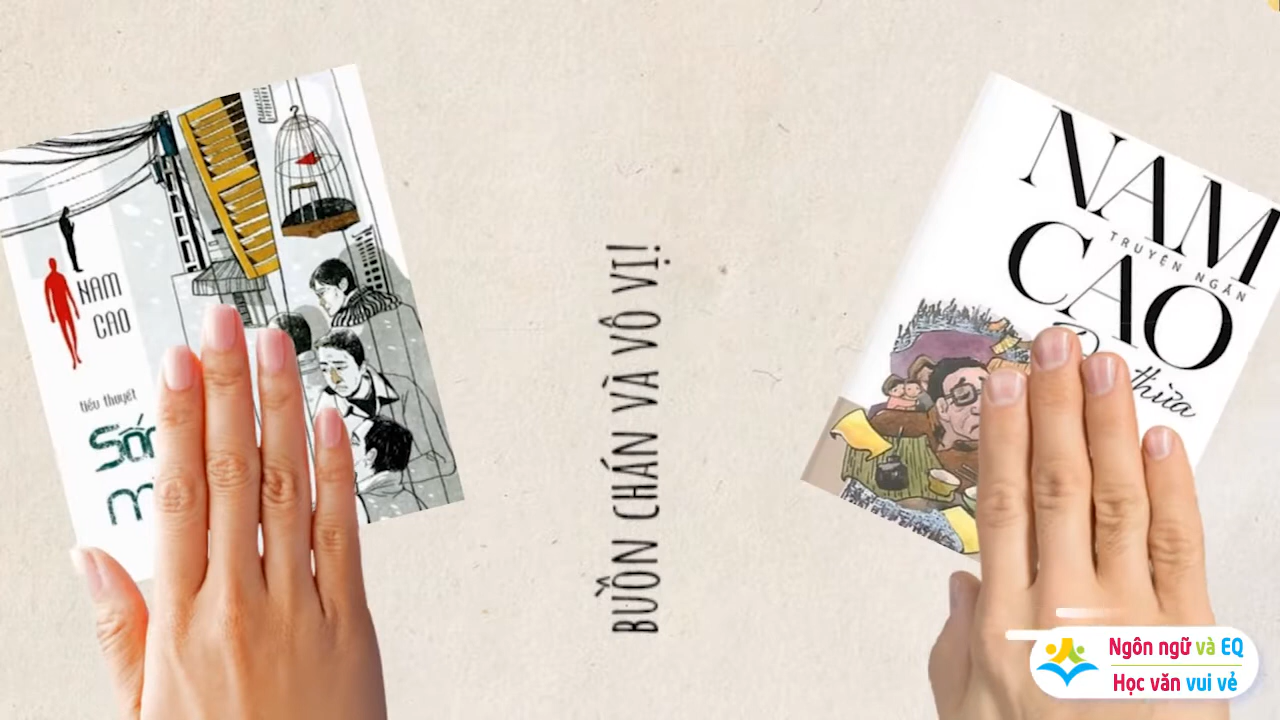 NAM
CAO
tiểu thuyết
BUỒN CHÁN VÀ VÔ VỊ!
NAM
CAO
TRUYỆN NGẮN
thừa
Ngôn ngữ và EQ
Học văn vui vẻ